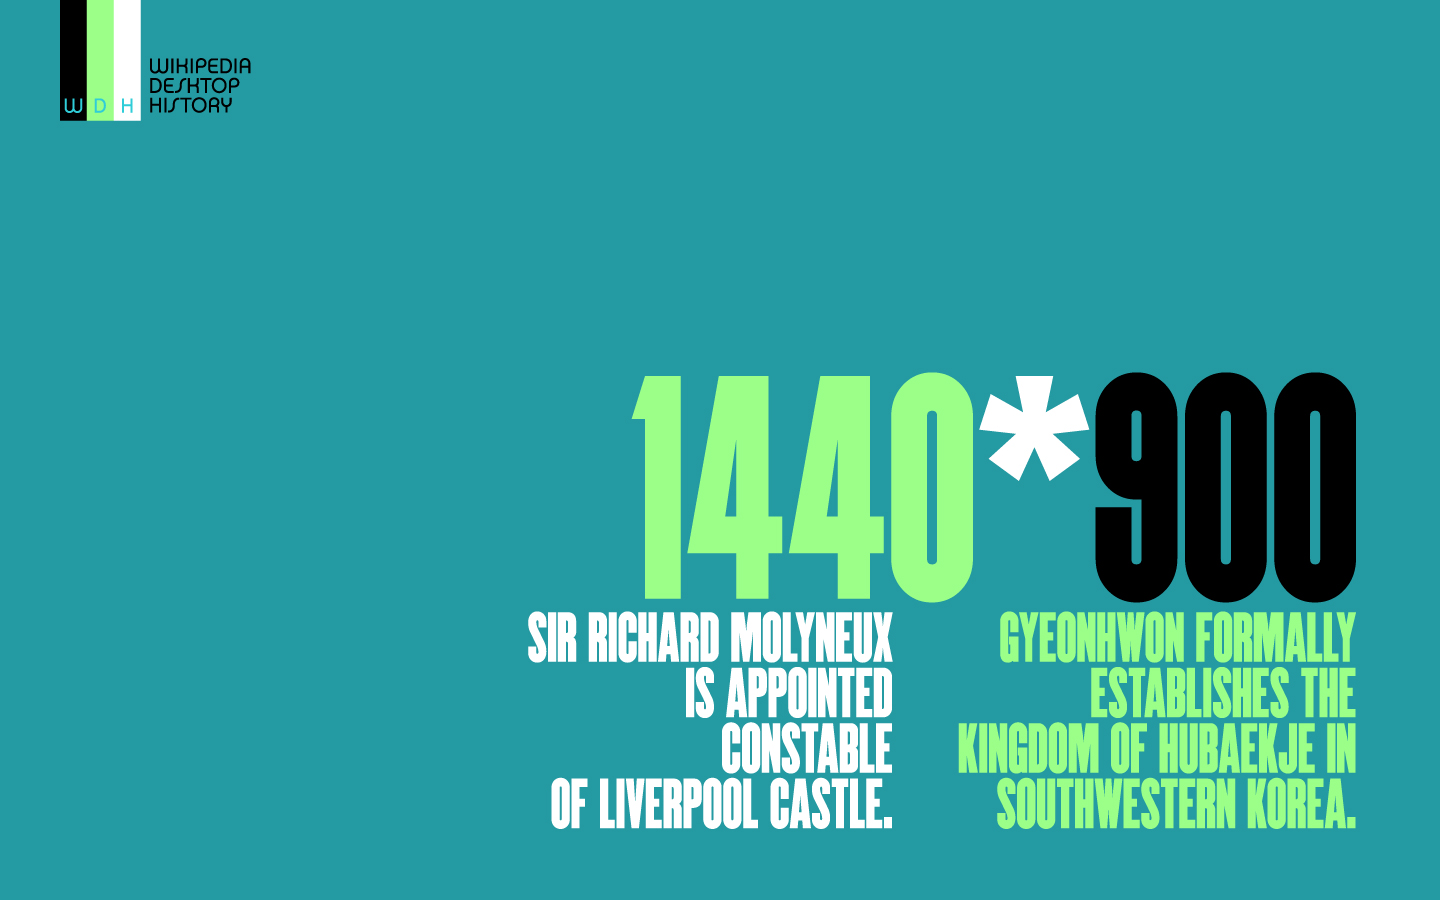 W D H
WIKIPEDIA
DESKTOP
HISTORY
1440*900
SIR RICHARD MOLYNEUX
IS APPOINTED
CONSTABLE
OF LIVERPOOL CASTLE.
GYEONHWON FORMALLY
ESTABLISHES THE
KINGDOM OF HUBAEKJE IN
SOUTHWESTERN KOREA.